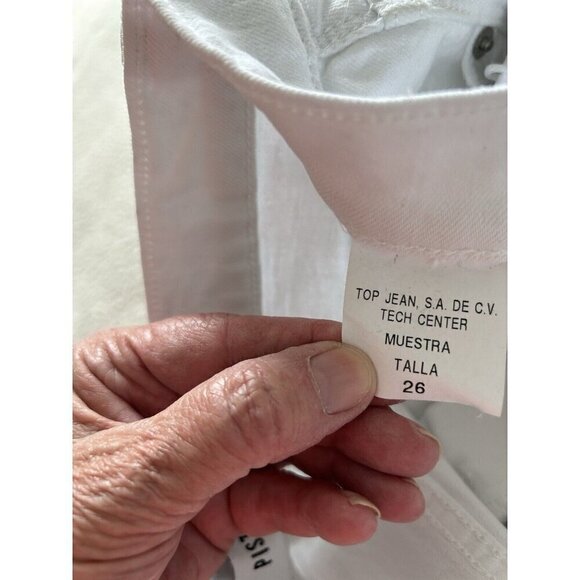 TOP JEAN, S.A. DE C.V.
TECH CENTER
MUESTRA
TALLA
26